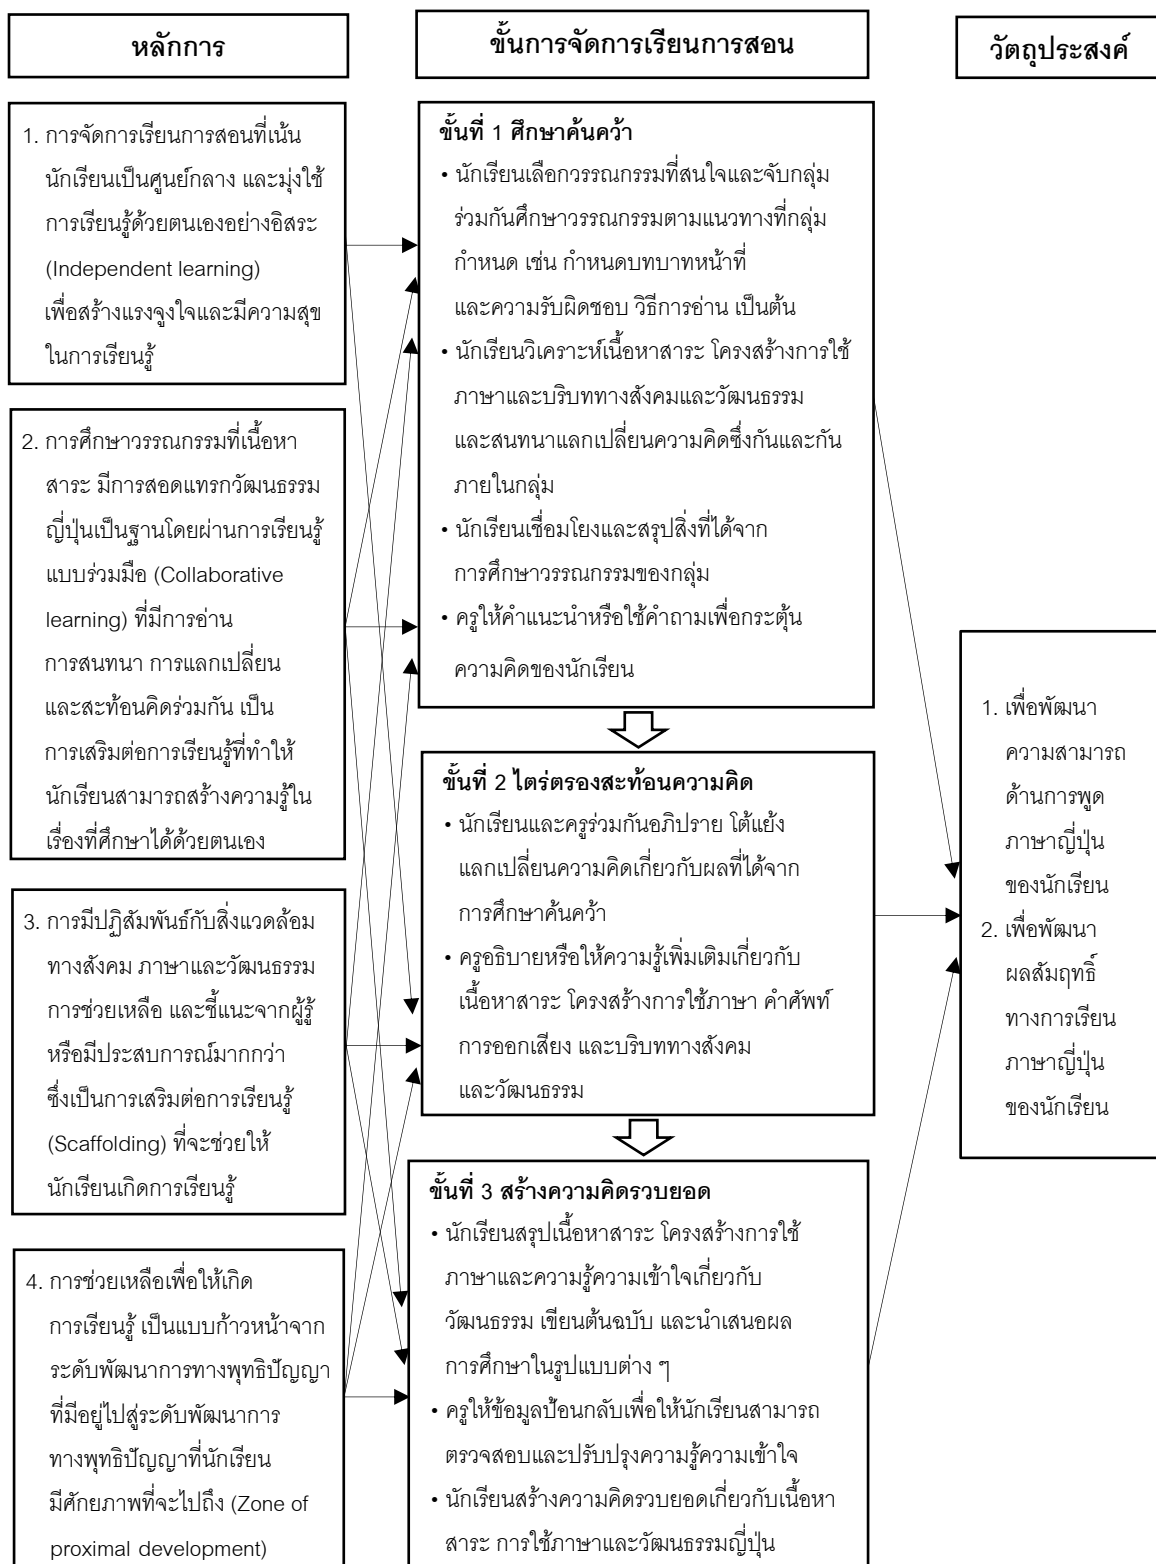 หลักการ
ขั้นการจัดการเรียนการสอน
วัตถุประสงค์
1. การจัดการเรียนการสอนที่เน้น
นักเรียนเป็นศูนย์กลาง และมุ่งใช้
การเรียนรู้ด้วยตนเองอย่างอิสระ
(Independent learning)
เพื่อสร้างแรงจูงใจและมีความสุข
ในการเรียนรู้
2. การศึกษาวรรณกรรมที่เนื้อหา
สาระ มีการสอดแทรกวัฒนธรรม
ญี่ปุ่นเป็นฐานโดยผ่านการเรียนรู้
แบบร่วมมือ (Collaborative
learning) ที่มีการอ่าน
การสนทนา การแลกเปลี่ยน
และสะท้อนคิดร่วมกัน เป็น
การเสริมต่อการเรียนรู้ที่ทำให้
นักเรียนสามารถสร้างความรู้ใน
เรื่องที่ศึกษาได้ด้วยตนเอง
3. การมีปฏิสัมพันธ์กับสิ่งแวดล้อม
ทางสังคม ภาษาและวัฒนธรรม
การช่วยเหลือ และชี้แนะจากผู้รู้
หรือมีประสบการณ์มากกว่า
ซึ่งเป็นการเสริมต่อการเรียนรู้
(Scaffolding) ที่จะช่วยให้
นักเรียนเกิดการเรียนรู้
4. การช่วยเหลือเพื่อให้เกิด
การเรียนรู้ เป็นแบบก้าวหน้าจาก
ระดับพัฒนาการทางพุทธิปัญญา
ที่มีอยู่ไปสู่ระดับพัฒนาการ
ทางพุทธิปัญญาที่นักเรียน
มีศักยภาพที่จะไปถึง (Zone of
proximal development)
ขั้นที่ 1 ศึกษาค้นคว้า
• นักเรียนเลือกวรรณกรรมที่สนใจและจับกลุ่ม
ร่วมกันศึกษาวรรณกรรมตามแนวทางที่กลุ่ม
กำหนด เช่น กำหนดบทบาทหน้าที่
และความรับผิดชอบ วิธีการอ่าน เป็นต้น
• นักเรียนวิเคราะห์เนื้อหาสาระ โครงสร้างการใช้
ภาษาและบริบททางสังคมและวัฒนธรรม
และสนทนาแลกเปลี่ยนความคิดซึ่งกันและกัน
ภายในกลุ่ม
• นักเรียนเชื่อมโยงและสรุปสิ่งที่ได้จาก
การศึกษาวรรณกรรมของกลุ่ม
• ครูให้คำแนะนำหรือใช้คำถามเพื่อกระตุ้น
ความคิดของนักเรียน
ขั้นที่ 2 ไตร่ตรองสะท้อนความคิด
• นักเรียนและครูร่วมกันอภิปราย โต้แย้ง
แลกเปลี่ยนความคิดเกี่ยวกับผลที่ได้จาก
การศึกษาค้นคว้า
• ครูอธิบายหรือให้ความรู้เพิ่มเติมเกี่ยวกับ
เนื้อหาสาระ โครงสร้างการใช้ภาษา คำศัพท์
การออกเสียง และบริบททางสังคม
และวัฒนธรรม
ขั้นที่ 3 สร้างความคิดรวบยอด
• นักเรียนสรุปเนื้อหาสาระ โครงสร้างการใช้
ภาษาและความรู้ความเข้าใจเกี่ยวกับ
วัฒนธรรม เขียนต้นฉบับ และนำเสนอผล
การศึกษาในรูปแบบต่าง ๆ
• ครูให้ข้อมูลป้อนกลับเพื่อให้นักเรียนสามารถ
ตรวจสอบและปรับปรุงความรู้ความเข้าใจ
• นักเรียนสร้างความคิดรวบยอดเกี่ยวกับเนื้อหา
สาระ การใช้ภาษาและวัฒนธรรมญี่ปุ่น
1. เพื่อพัฒนา
ความสามารถ
ด้านการพูด
ภาษาญี่ปุ่น
ของนักเรียน
2. เพื่อพัฒนา
ผลสัมฤทธิ์
ทางการเรียน
ภาษาญี่ปุ่น
ของนักเรียน